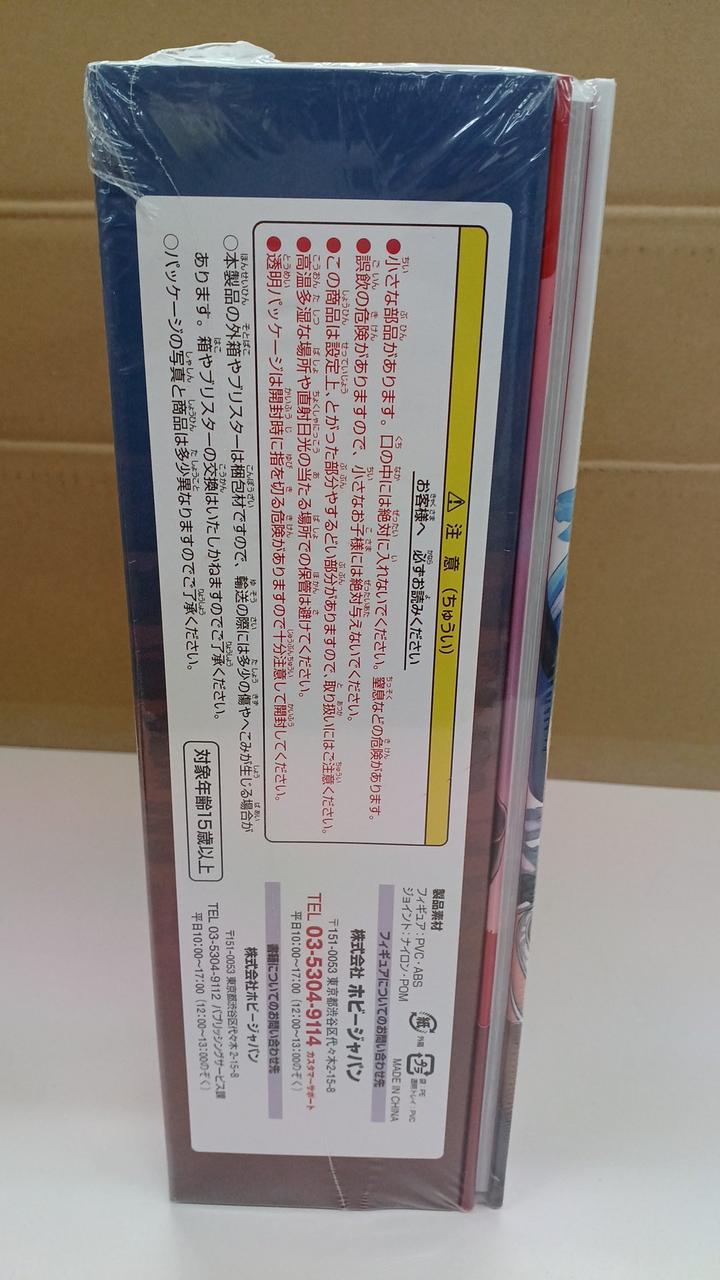 ⚠ 注 意 (ちゅうい)
お客様へ 必ずお読みください
●小さな部品があります。口の中には絶対に入れないでください。窒息などの危険があります。
●誤飲の危険がありますので、小さなお子様には絶対与えないでください。
●この商品は設定上、とがった部分やするどい部分がありますので、取り扱いにはご注意ください。
●高温多湿な場所や直射日光の当たる場所での保管は避けてください。
●透明パッケージは開封時に指を切る危険がありますので十分注意して開封してください。
○本製品の外箱やブリスターは梱包材ですので、輸送の際には多少の傷やへこみが生じる場合が
あります。箱やブリスターの交換はいたしかねますのでご了承ください。
○パッケージの写真と商品は多少異なりますのでご了承ください。
対象年齢15歳以上
製品素材
フィギュア:PVC・ABS
ジョイント:ナイロン・POM
紙 外箱
プラ 袋:PE
透明トレイ:PVC
MADE IN CHINA
フィギュアについてのお問い合わせ先
株式会社 ホビージャパン
〒151-0053 東京都渋谷区代々木2-15-8
TEL 03-5304-9114 カスタマーサポート
平日10:00〜17:00 (12:00〜13:00のぞく)
書籍についてのお問い合わせ先
株式会社ホビージャパン
〒151-0053 東京都渋谷区代々木 2-15-8
TEL 03-5304-9112 パブリッシングサービス課
平日10:00〜17:00 (12:00〜13:00のぞく)